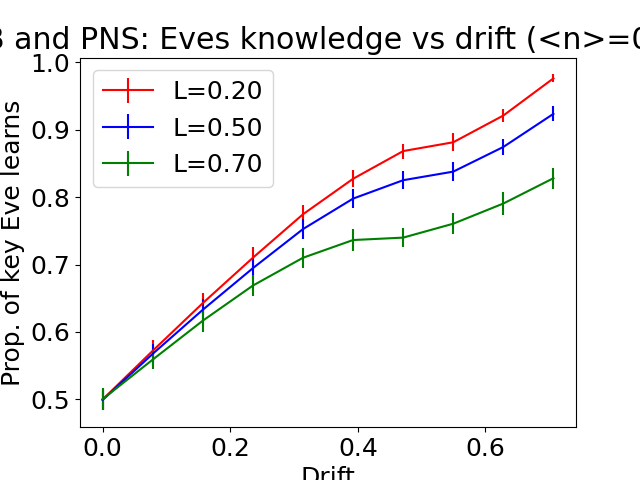 and PNS: Eves knowledge vs drift (<n>=
1.0
0.9
0.8
0.7
0.6
0.5
Prop. of key Eve learns
L=0.20
L=0.50
L=0.70
0.0 0.2 0.4 0.6
Drift